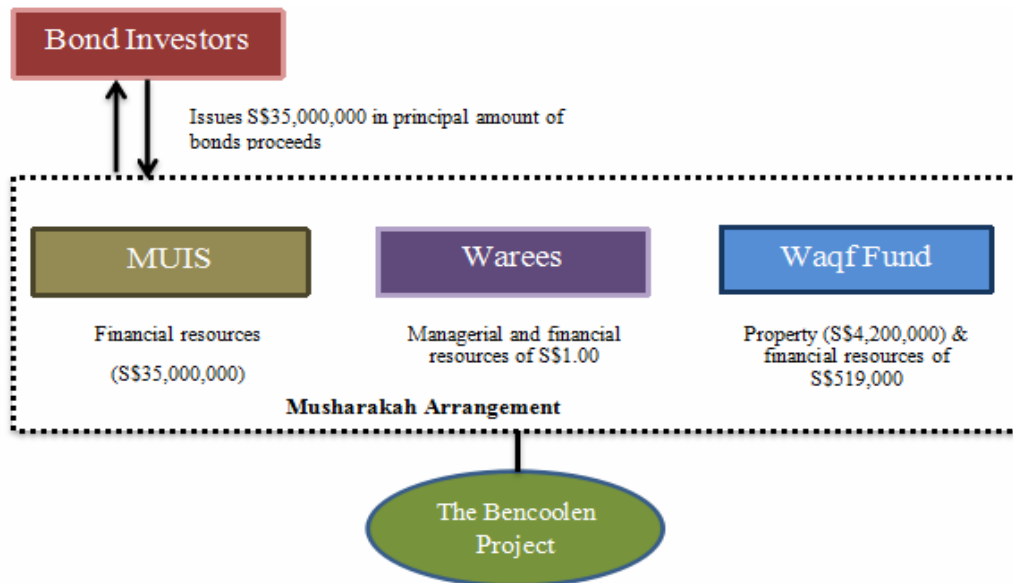 Bond Investors
Issues S$35,000,000 in principal amount of
bonds proceeds
MUIS
Warees
Waqf Fund
Financial resources
(S$35,000,000)
Managerial and financial
resources of S$1.00
Property (S$4,200,000) &
financial resources of
S$519,000
Musharakah Arrangement
The Bencoolen
Project